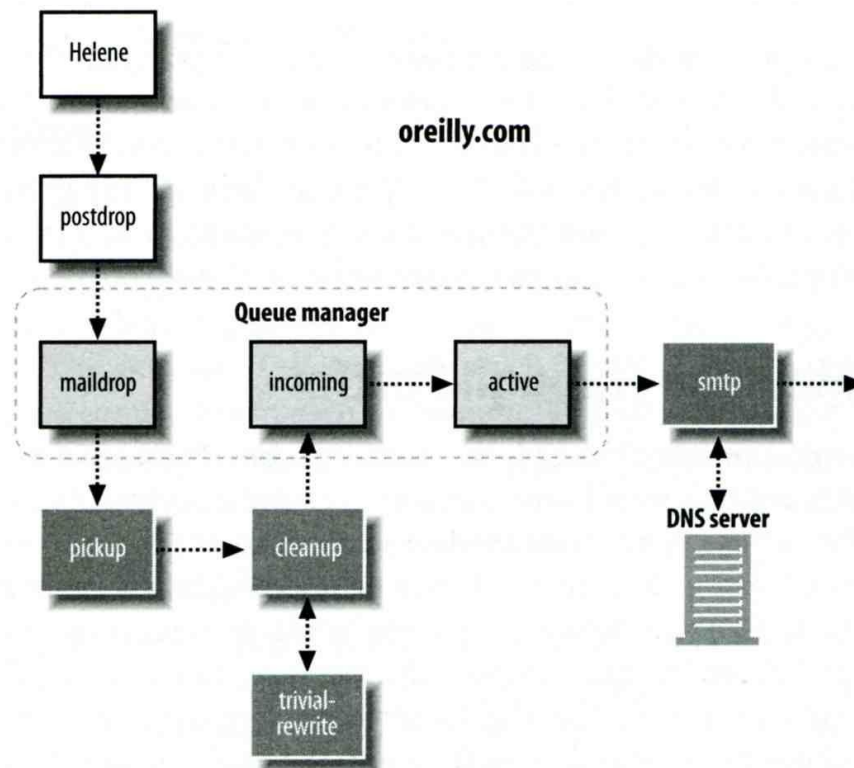 Helene
oreilly.com
postdrop
Queue manager
maildrop
incoming
active
smtp
pickup
cleanup
DNS server
trivial-
rewrite